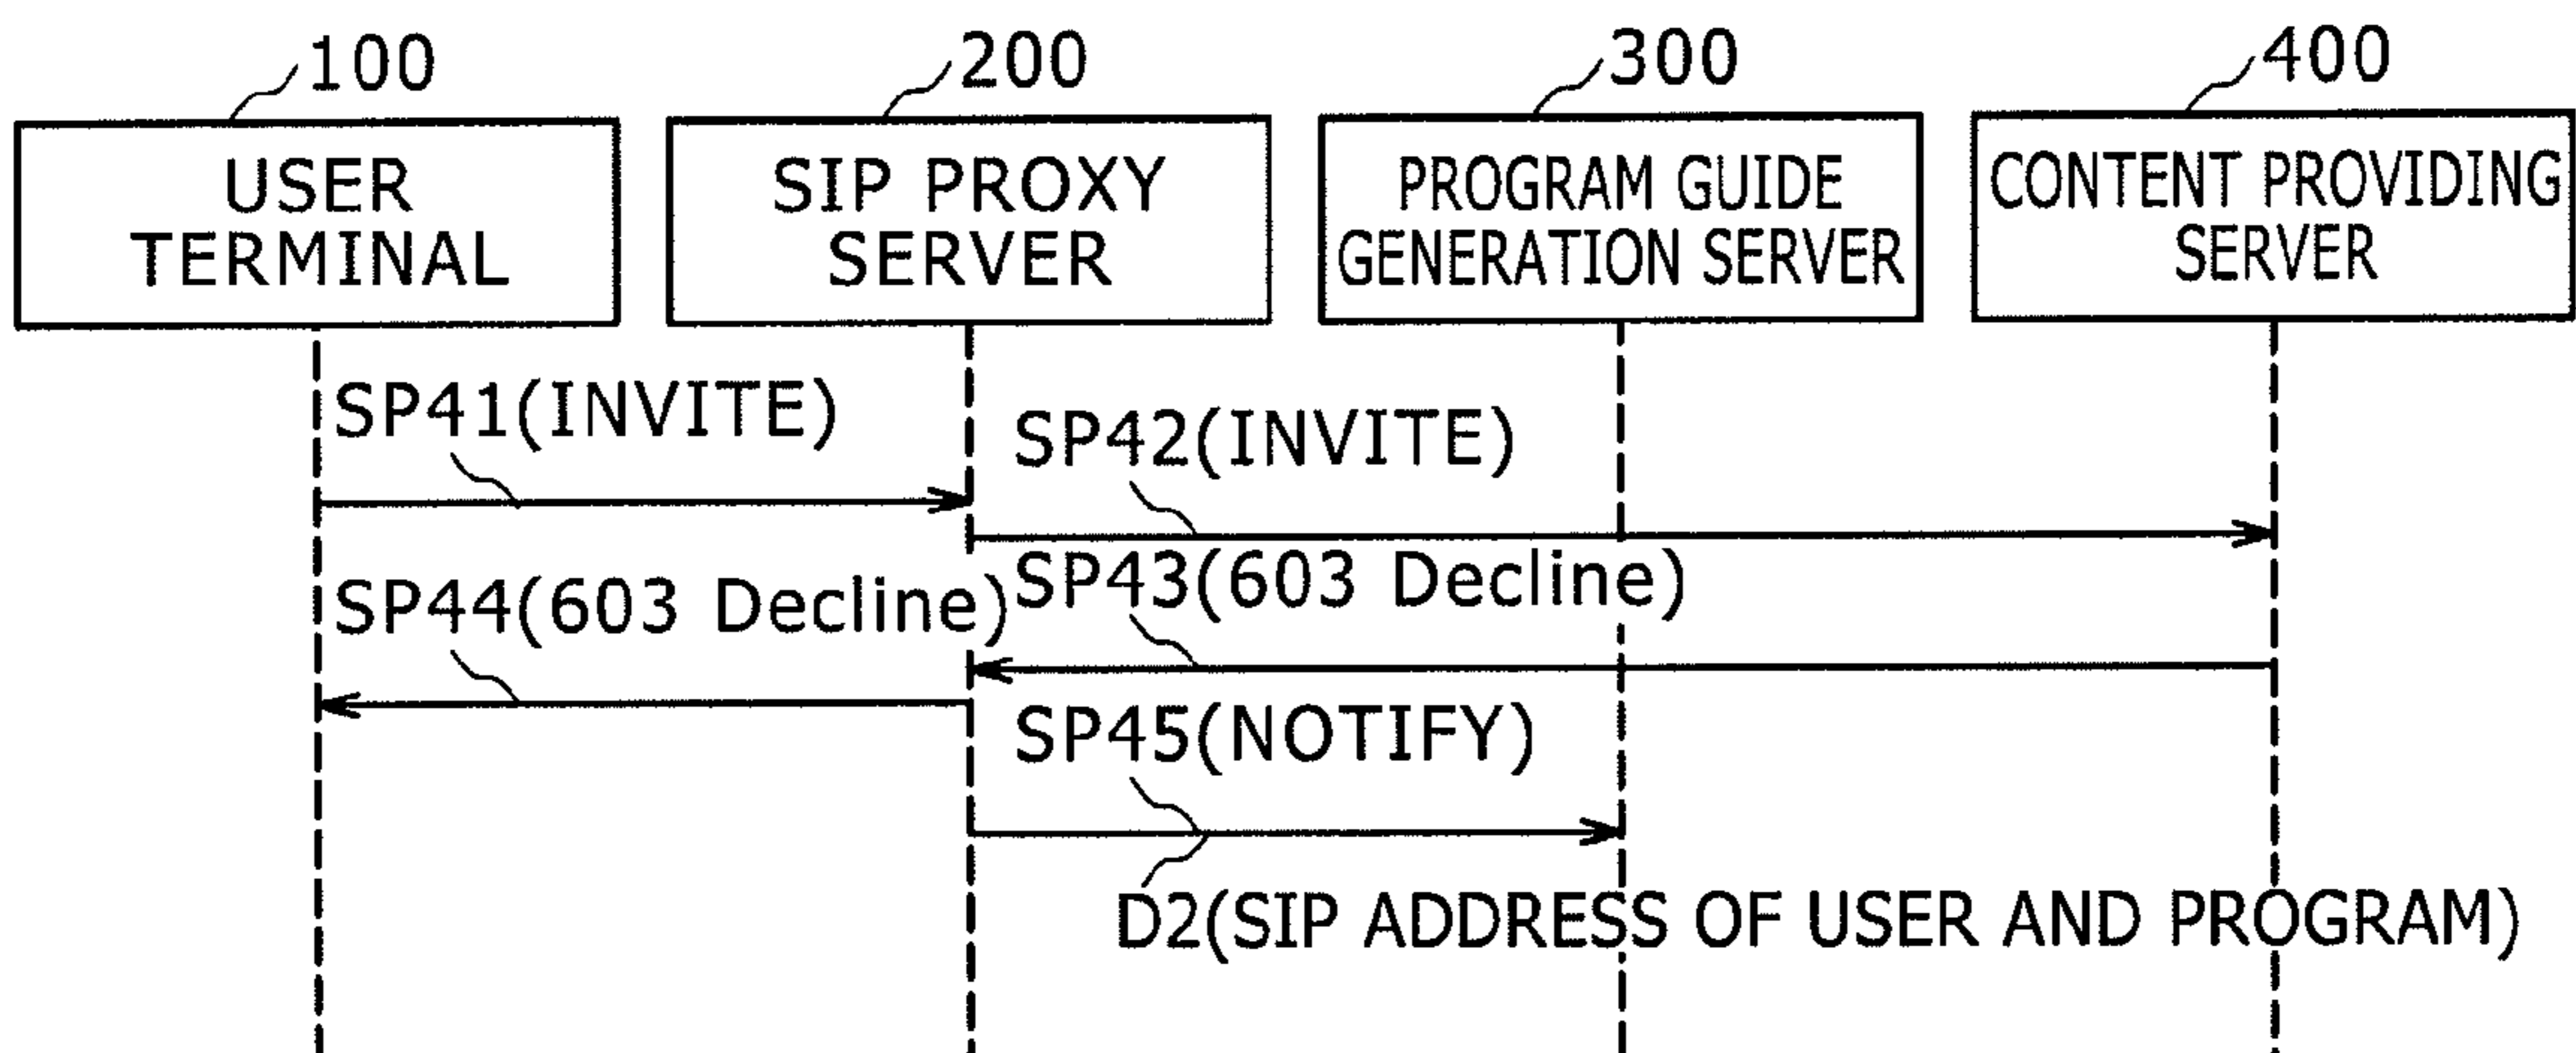 100
200
300
400
USER
TERMINAL
SIP PROXY
SERVER
PROGRAM GUIDE
GENERATION SERVER
CONTENT PROVIDING
SERVER
SP41(INVITE)
SP42(INVITE)
SP43(603 Decline)
SP44(603 Decline)
SP45(NOTIFY)
D2(SIP ADDRESS OF USER AND PROGRAM)